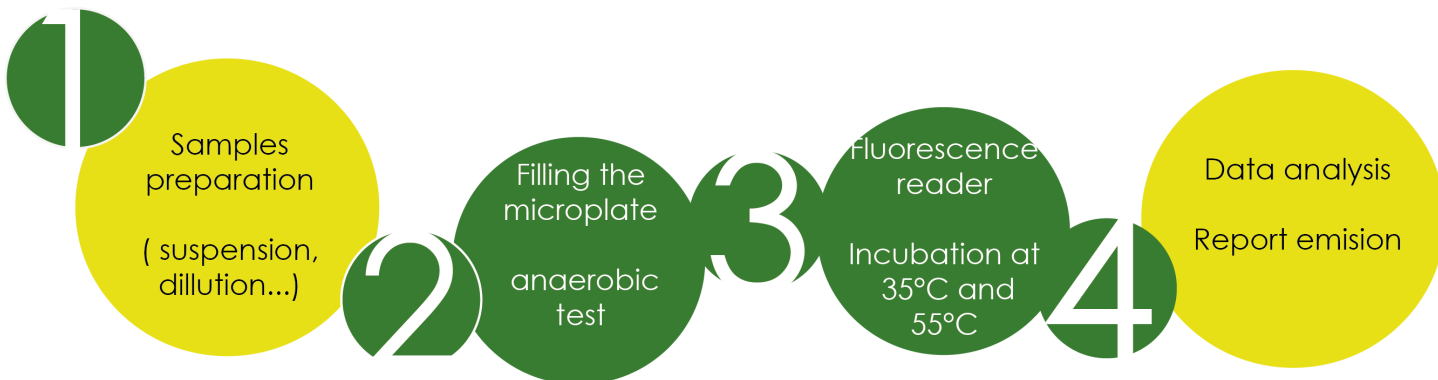 1
Samples
preparation
( suspension,
dillution...)
2
Filling the
microplate
anaerobic
test
3
Fluorescence
reader
Incubation at
35°C and
55°C
4
Data analysis
Report emision